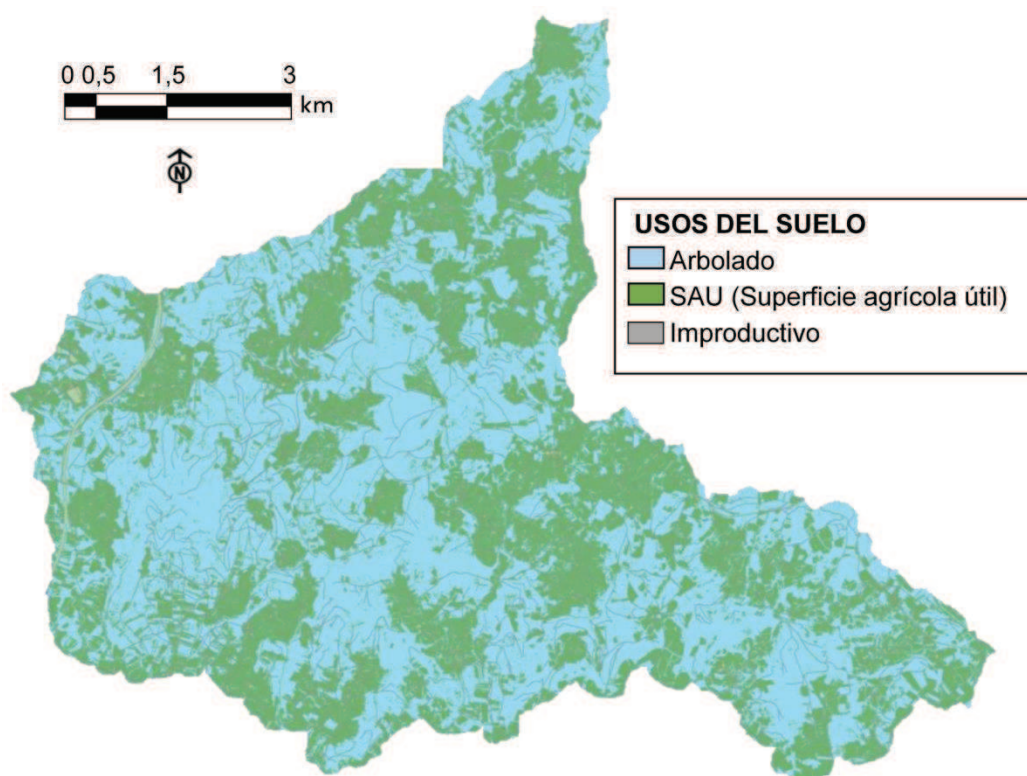 0 0,5 1,5 3
km
N
USOS DEL SUELO
Arbolado
SAU (Superficie agrícola útil)
Improductivo